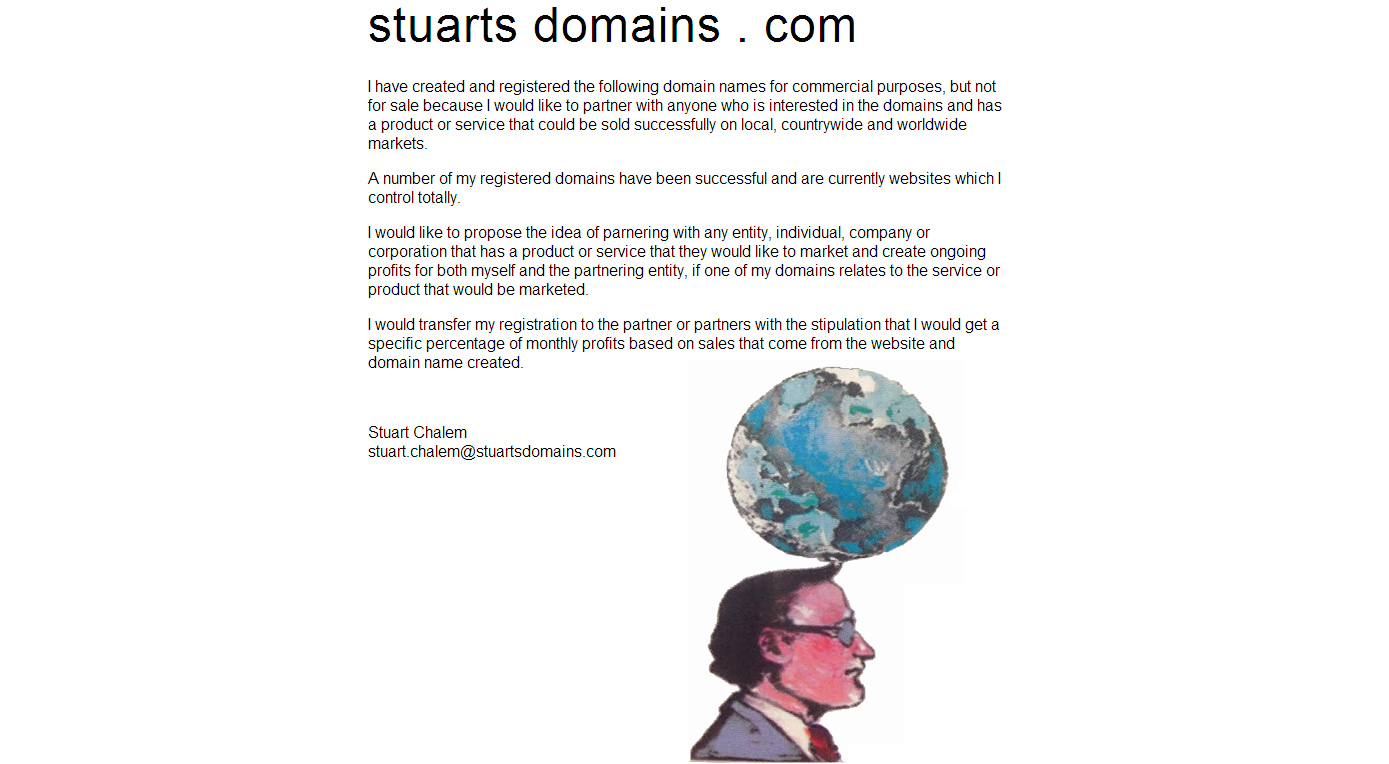 stuarts domains . com
I have created and registered the following domain names for commercial purposes, but not
for sale because I would like to partner with anyone who is interested in the domains and has
a product or service that could be sold successfully on local, countrywide and worldwide
markets.
A number of my registered domains have been successful and are currently websites which I
control totally.
I would like to propose the idea of parnering with any entity, individual, company or
corporation that has a product or service that they would like to market and create ongoing
profits for both myself and the partnering entity, if one of my domains relates to the service or
product that would be marketed.
I would transfer my registration to the partner or partners with the stipulation that I would get a
specific percentage of monthly profits based on sales that come from the website and
domain name created.
Stuart Chalem
stuart.chalem@stuartsdomains.com